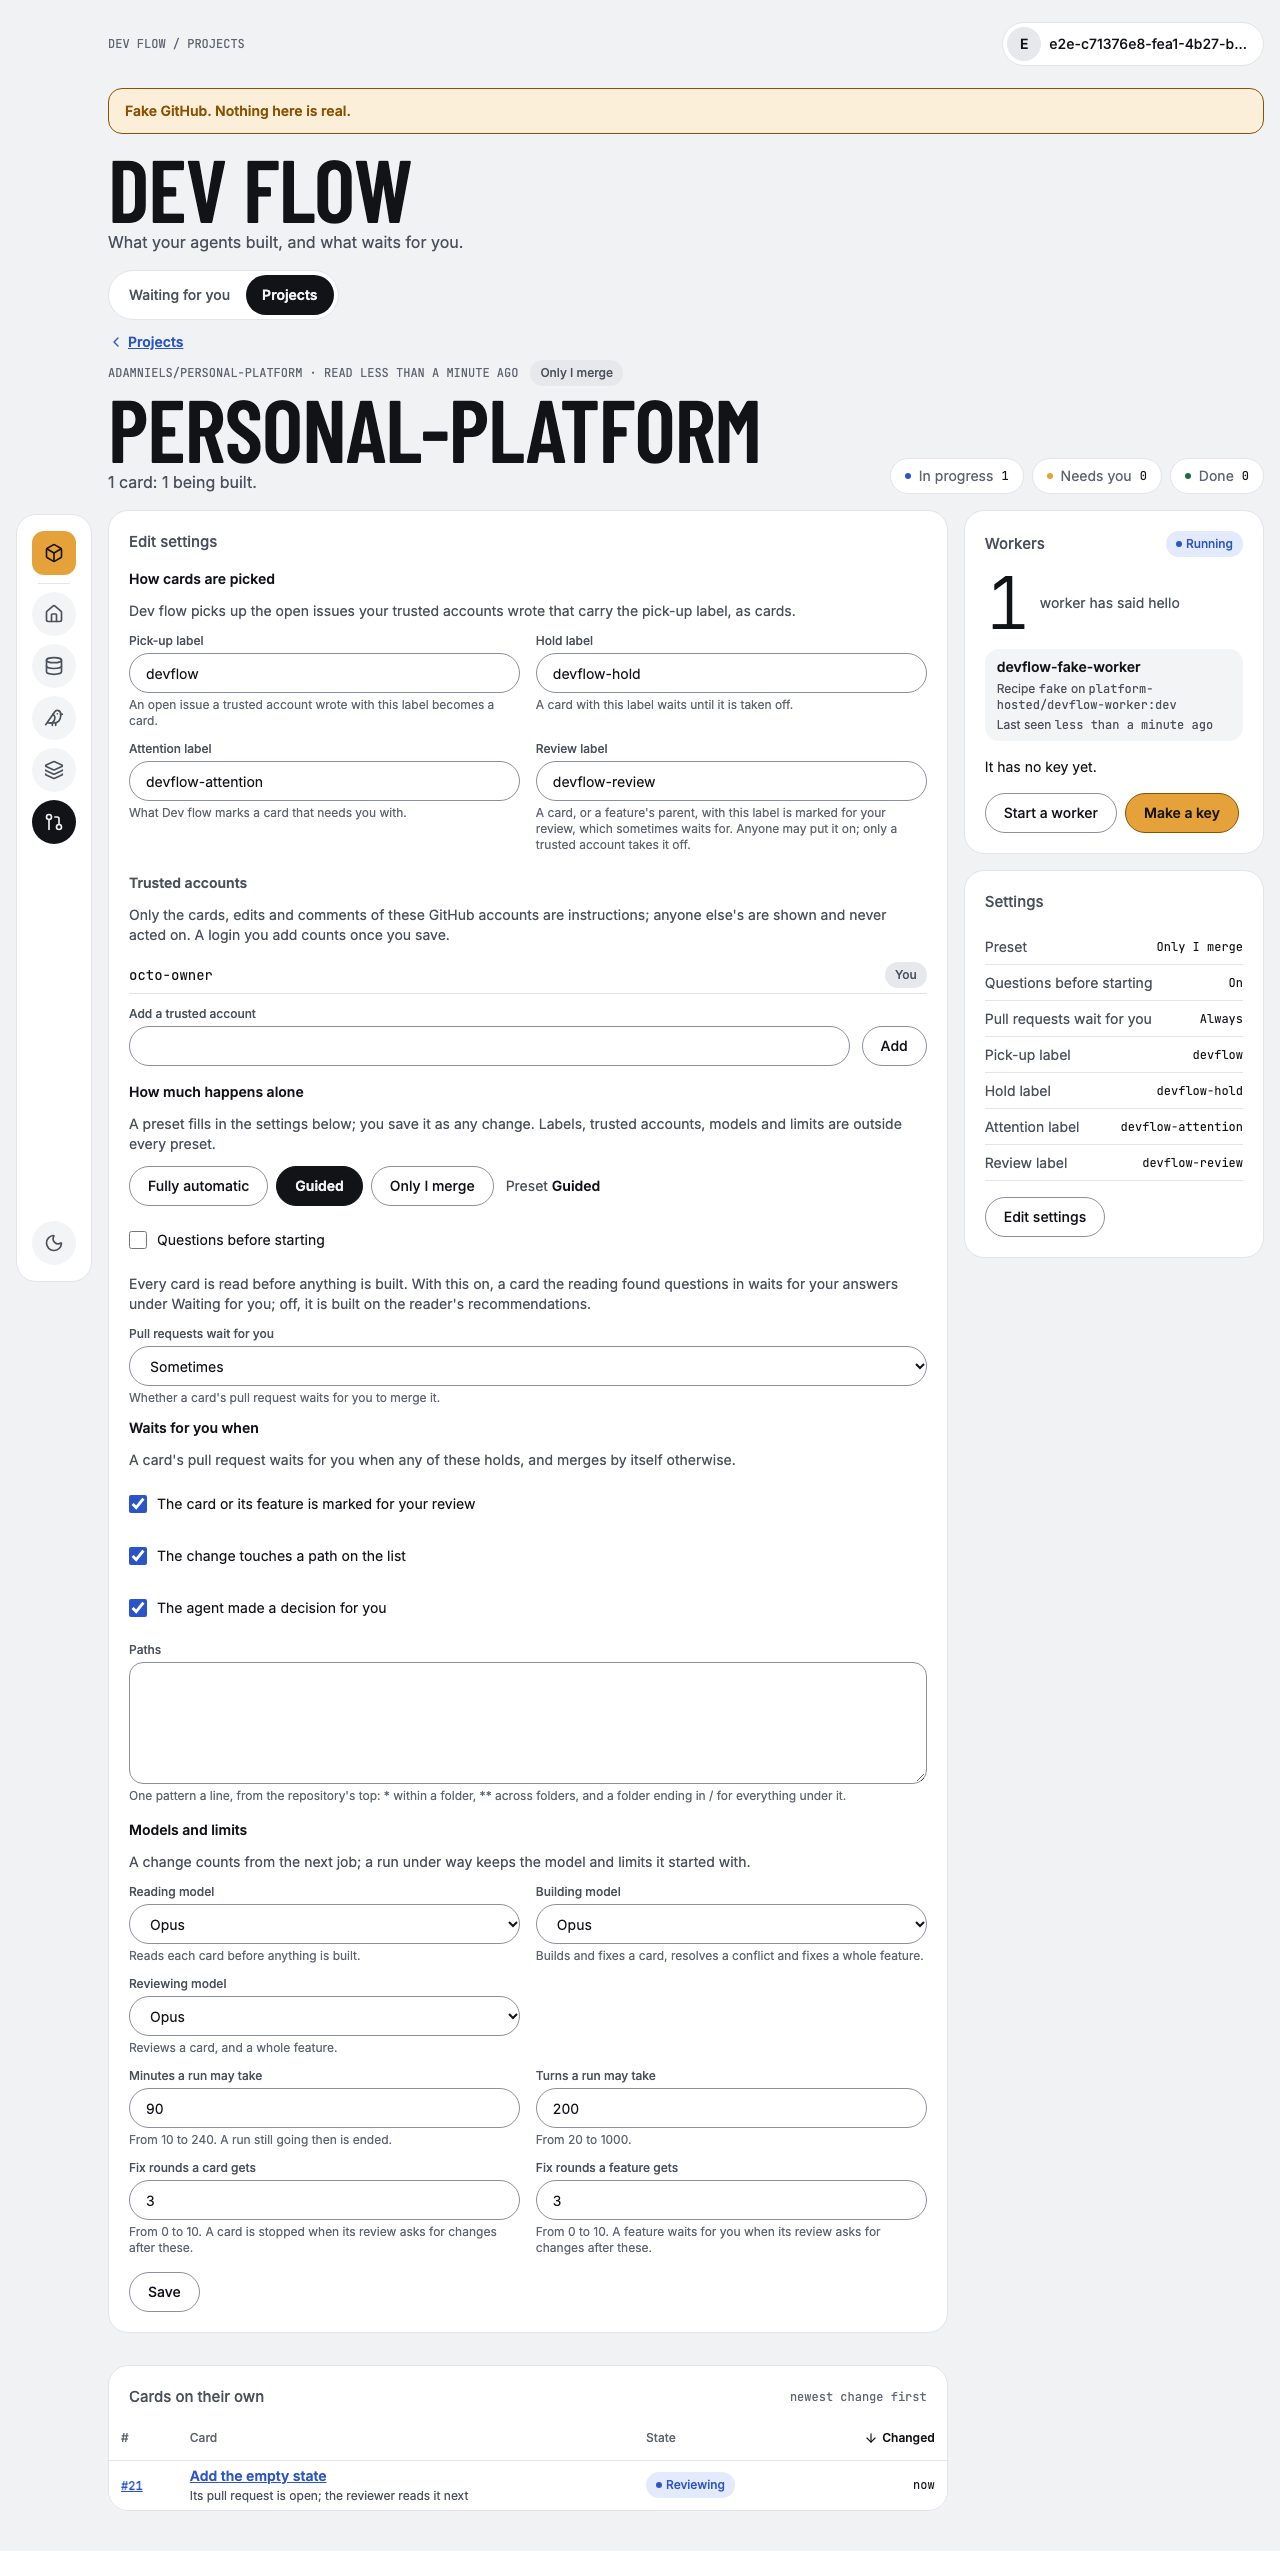 DEV FLOW / PROJECTS
E e2e-c71376e8-fea1-4b27-b...
Fake GitHub. Nothing here is real.
DEV FLOW
What your agents built, and what waits for you.
Waiting for you Projects
Projects
ADAMNIELS/PERSONAL-PLATFORM · READ LESS THAN A MINUTE AGO Only I merge
PERSONAL-PLATFORM
1 card: 1 being built.
In progress 1 Needs you 0 Done 0
Edit settings
How cards are picked
Dev flow picks up the open issues your trusted accounts wrote that carry the pick-up label, as cards.
Pick-up label Hold label
devflow devflow-hold
An open issue a trusted account wrote with this label becomes a card. A card with this label waits until it is taken off.
Attention label Review label
devflow-attention devflow-review
What Dev flow marks a card that needs you with. A card, or a feature's parent, with this label is marked for your
review, which sometimes waits for. Anyone may put it on; only a
trusted account takes it off.
Trusted accounts
Only the cards, edits and comments of these GitHub accounts are instructions; anyone else's are shown and never
acted on. A login you add counts once you save.
octo-owner You
Add a trusted account
Add
How much happens alone
A preset fills in the settings below; you save it as any change. Labels, trusted accounts, models and limits are outside
every preset.
Fully automatic Guided Only I merge Preset Guided
Questions before starting
Every card is read before anything is built. With this on, a card the reading found questions in waits for your answers
under Waiting for you; off, it is built on the reader's recommendations.
Pull requests wait for you
Sometimes
Whether a card's pull request waits for you to merge it.
Waits for you when
A card's pull request waits for you when any of these holds, and merges by itself otherwise.
The card or its feature is marked for your review
The change touches a path on the list
The agent made a decision for you
Paths
One pattern a line, from the repository's top: * within a folder, ** across folders, and a folder ending in / for everything under it.
Models and limits
A change counts from the next job; a run under way keeps the model and limits it started with.
Reading model Building model
Opus Opus
Reads each card before anything is built. Builds and fixes a card, resolves a conflict and fixes a whole feature.
Reviewing model
Opus
Reviews a card, and a whole feature.
Minutes a run may take Turns a run may take
90 200
From 10 to 240. A run still going then is ended. From 20 to 1000.
Fix rounds a card gets Fix rounds a feature gets
3 3
From 0 to 10. A card is stopped when its review asks for changes
after these.
From 0 to 10. A feature waits for you when its review asks for
changes after these.
Save
Workers Running
1 worker has said hello
devflow-fake-worker
Recipe fake on platform-
hosted/devflow-worker:dev
Last seen less than a minute ago
It has no key yet.
Start a worker Make a key
Settings
Preset Only I merge
Questions before starting On
Pull requests wait for you Always
Pick-up label devflow
Hold label devflow-hold
Attention label devflow-attention
Review label devflow-review
Edit settings
Cards on their own newest change first
# Card State Changed
#21 Add the empty state Reviewing now
Its pull request is open; the reviewer reads it next